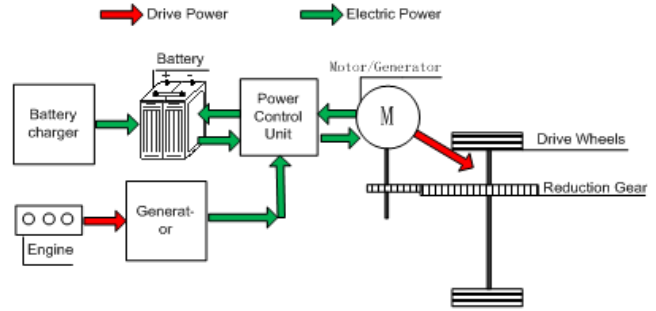 Drive Power
Electric Power
Battery
+ -
Motor/Generator
Battery
charger
Power
Control
Unit
M
Drive Wheels
Reduction Gear
Generat-
or
Engine